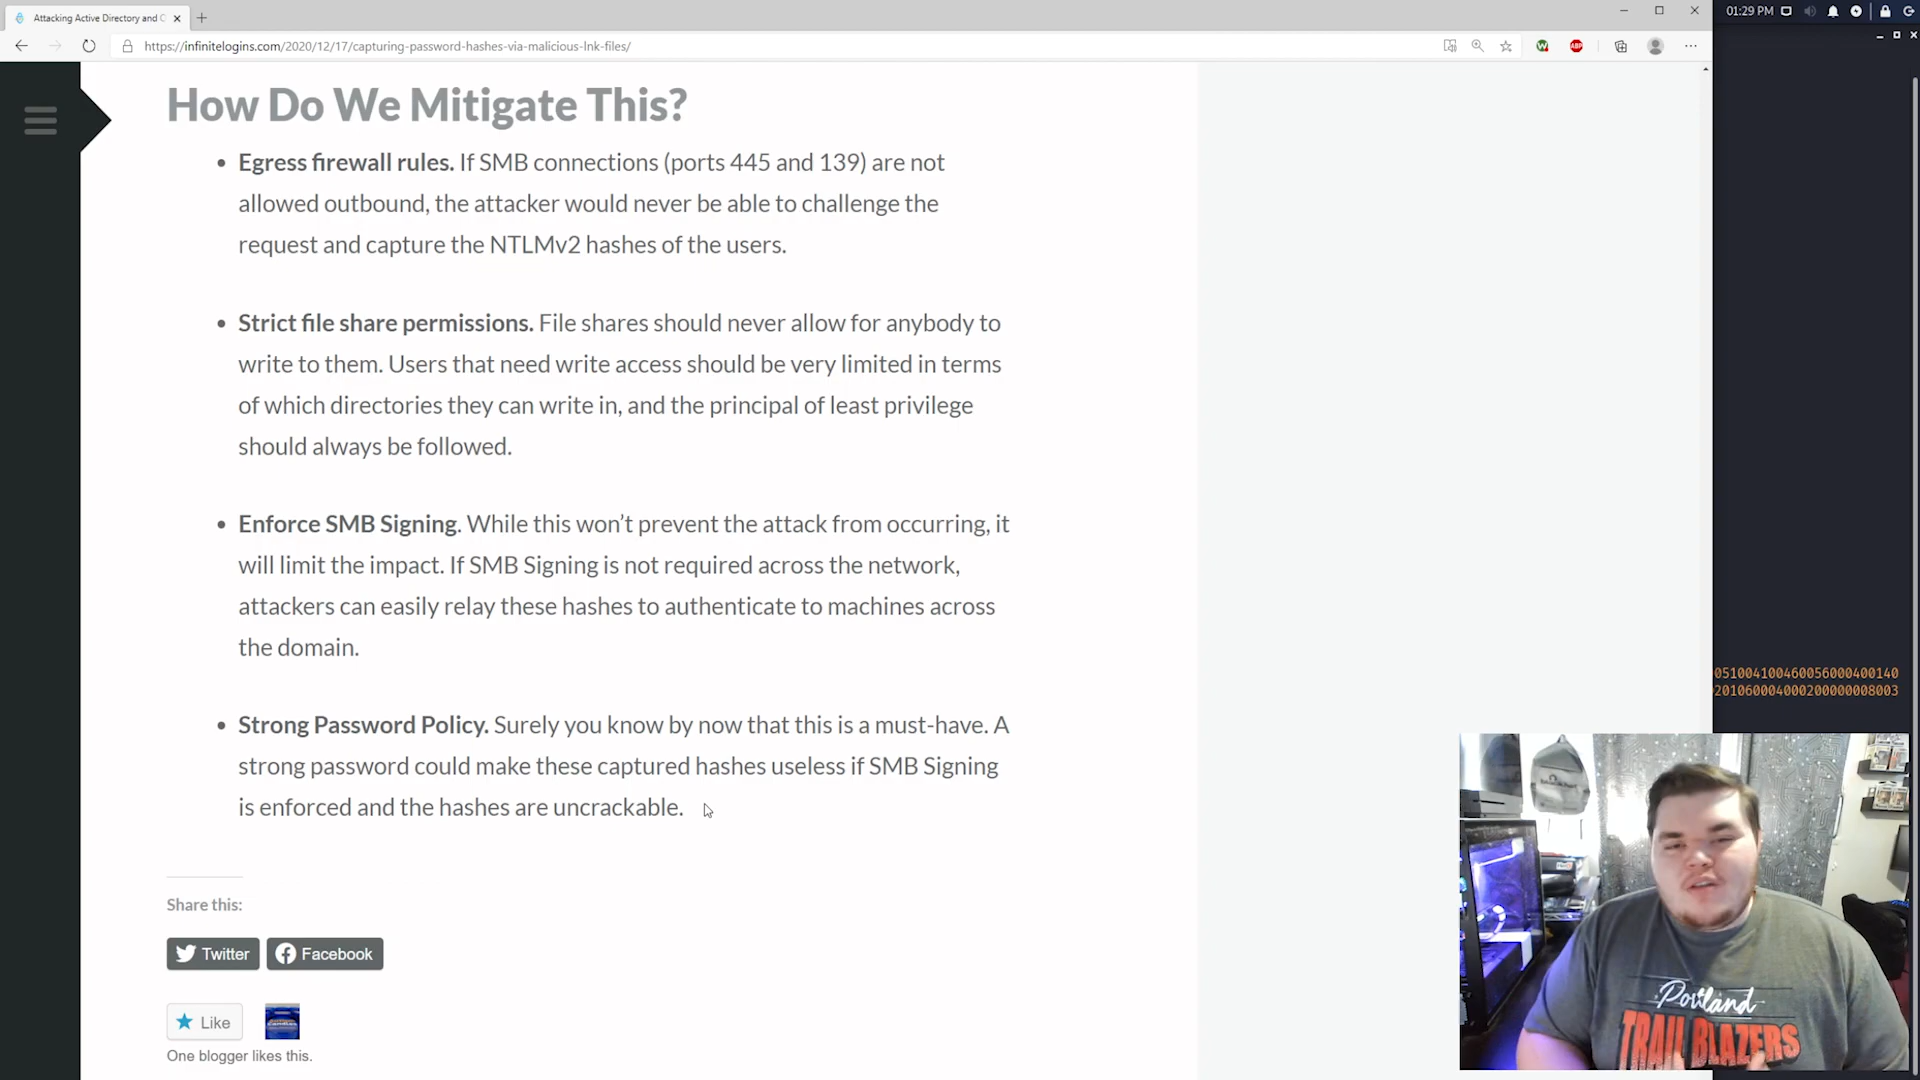 Attacking Active Directory and C
01:29 PM
https://infinitelogins.com/2020/12/17/capturing-password-hashes-via-malicious-lnk-files/
ABP
How Do We Mitigate This?
• Egress firewall rules. If SMB connections (ports 445 and 139) are not
allowed outbound, the attacker would never be able to challenge the
request and capture the NTLMv2 hashes of the users.
• Strict file share permissions. File shares should never allow for anybody to
write to them. Users that need write access should be very limited in terms
of which directories they can write in, and the principal of least privilege
should always be followed.
• Enforce SMB Signing. While this won’t prevent the attack from occurring, it
will limit the impact. If SMB Signing is not required across the network,
attackers can easily relay these hashes to authenticate to machines across
the domain.
05100410046005600040014​0
2010600040002000000080​03
• Strong Password Policy. Surely you know by now that this is a must-have. A
strong password could make these captured hashes useless if SMB Signing
is enforced and the hashes are uncrackable.
Share this:
Twitter
Facebook
Like
One blogger likes this.
Portland
TRAIL BLAZERS